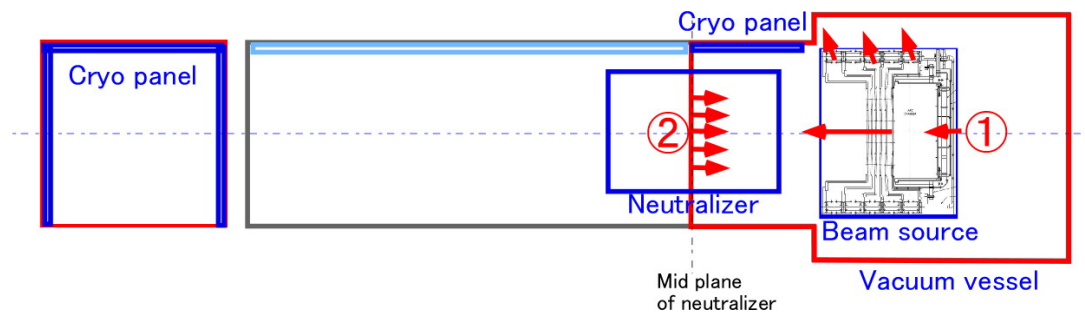 Cryo panel
Cryo panel
①
②
Neutralizer
Beam source
Vacuum vessel
Mid plane
of neutralizer